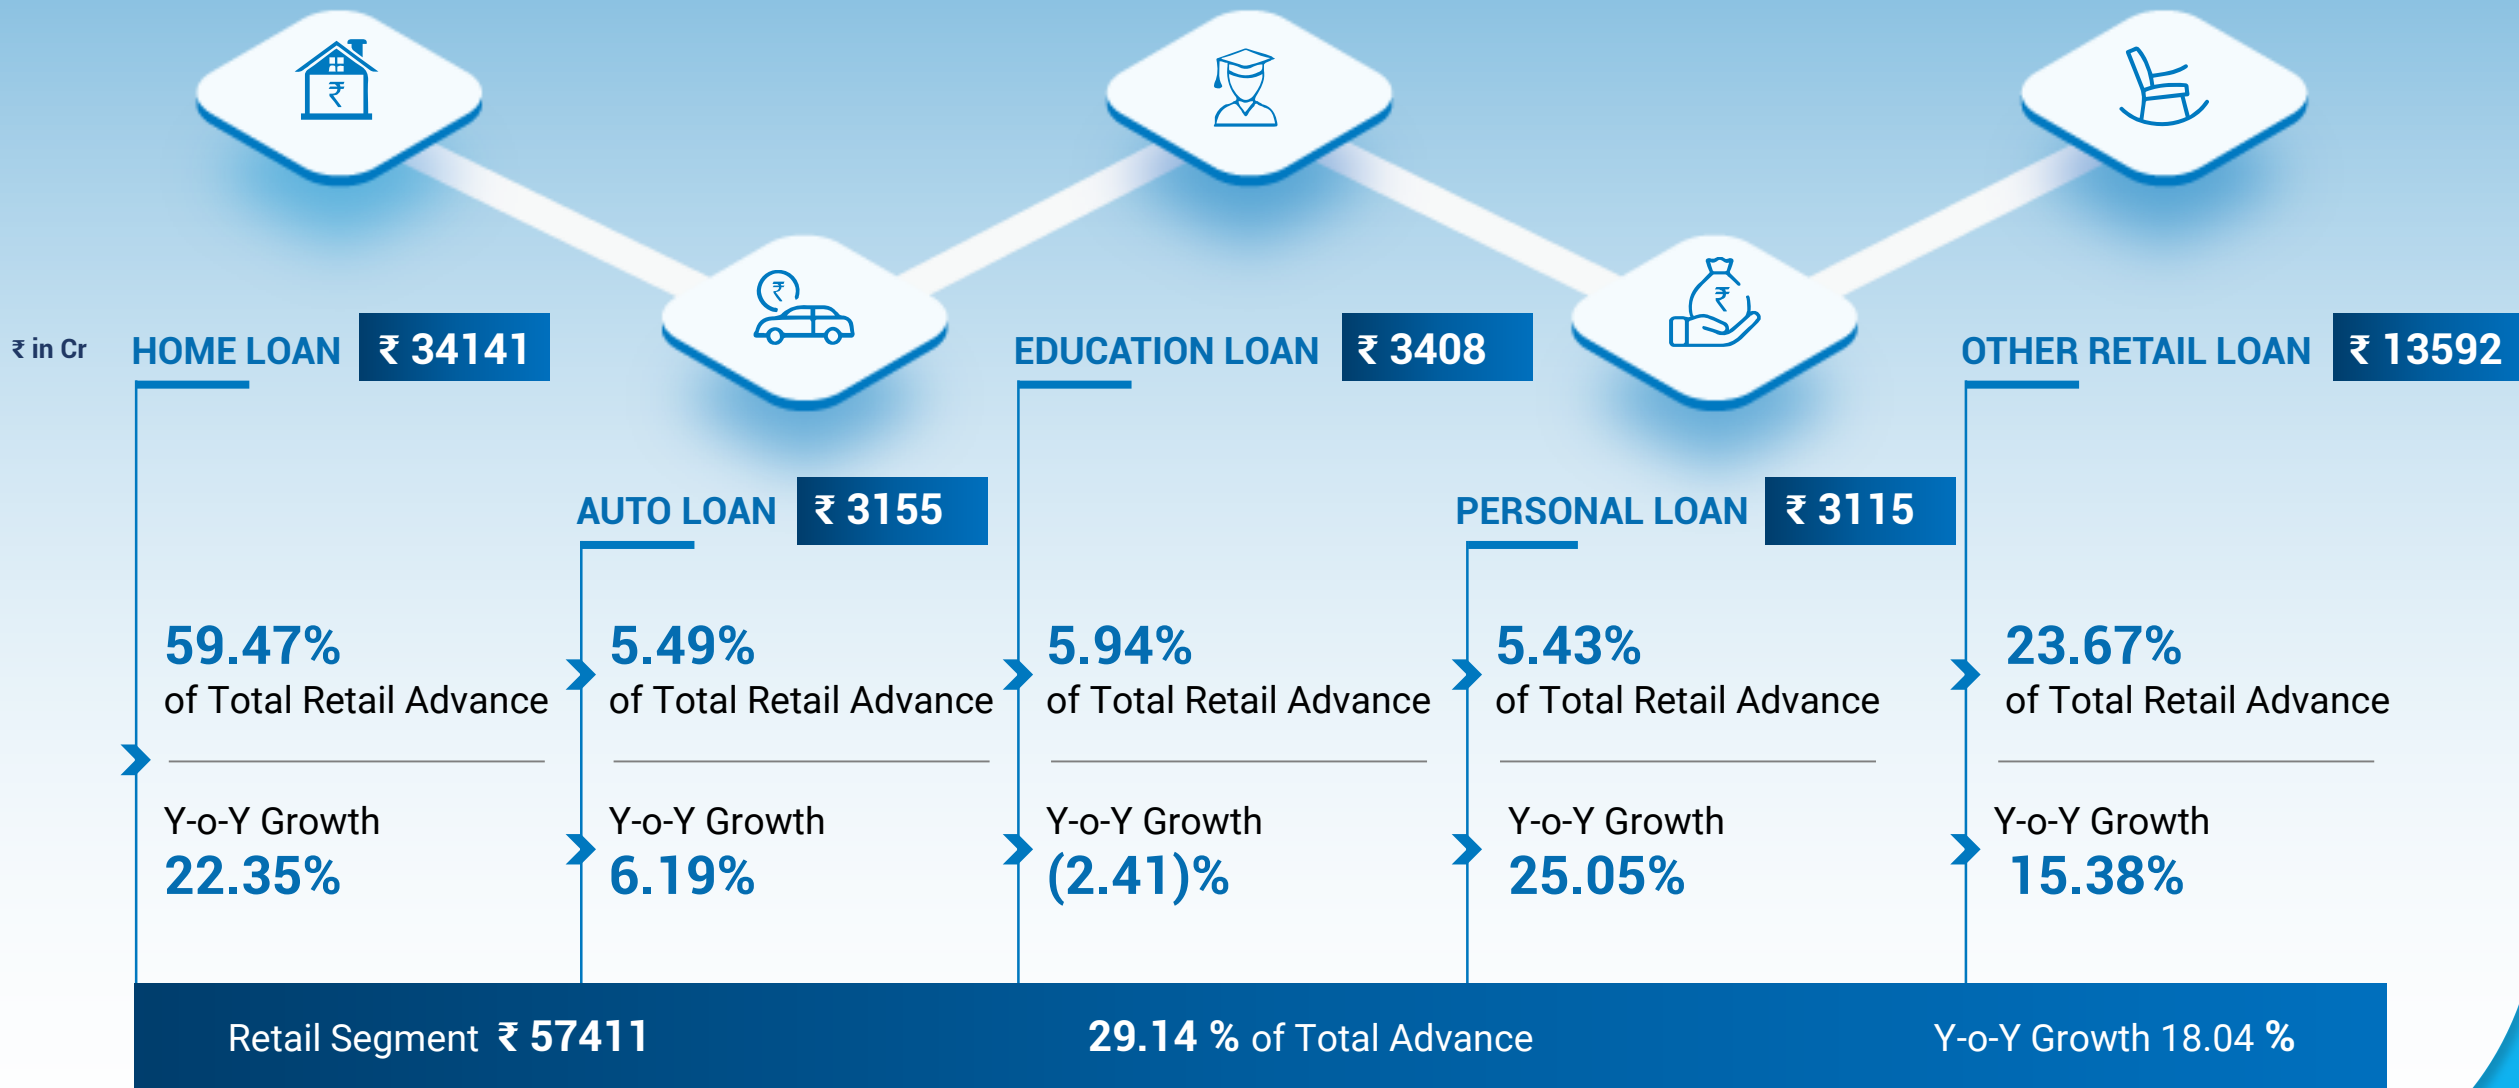 ₹ in Cr
HOME LOAN ₹ 34141
59.47%
of Total Retail Advance
Y-o-Y Growth
22.35%
AUTO LOAN ₹ 3155
5.49%
of Total Retail Advance
Y-o-Y Growth
6.19%
EDUCATION LOAN ₹ 3408
5.94%
of Total Retail Advance
Y-o-Y Growth
(2.41)%
PERSONAL LOAN ₹ 3115
5.43%
of Total Retail Advance
Y-o-Y Growth
25.05%
OTHER RETAIL LOAN ₹ 13592
23.67%
of Total Retail Advance
Y-o-Y Growth
15.38%
Retail Segment ₹ 57411 29.14 % of Total Advance Y-o-Y Growth 18.04 %